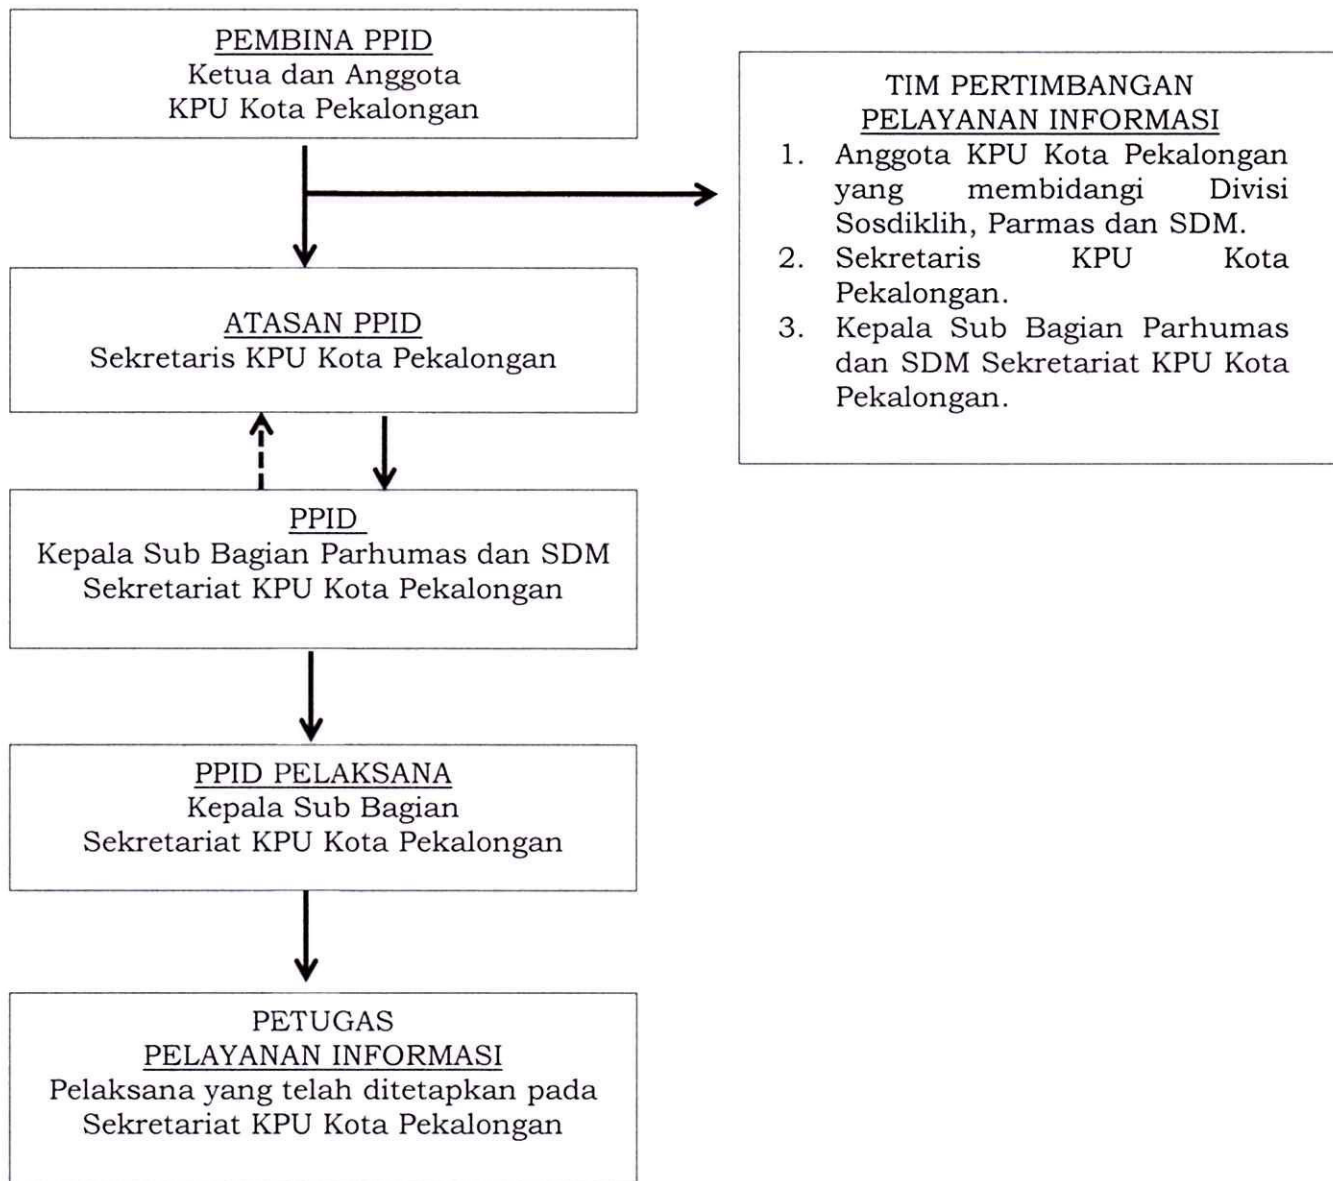 PEMBINA PPID
Ketua dan Anggota
KPU Kota Pekalongan
TIM PERTIMBANGAN
PELAYANAN INFORMASI
1. Anggota KPU Kota Pekalongan
yang membidangi Divisi
Sosdiklih, Parmas dan SDM.
2. Sekretaris KPU Kota
Pekalongan.
3. Kepala Sub Bagian Parhumas
dan SDM Sekretariat KPU Kota
Pekalongan.
ATASAN PPID
Sekretaris KPU Kota Pekalongan
PPID
Kepala Sub Bagian Parhumas dan SDM
Sekretariat KPU Kota Pekalongan
PPID PELAKSANA
Kepala Sub Bagian
Sekretariat KPU Kota Pekalongan
PETUGAS
PELAYANAN INFORMASI
Pelaksana yang telah ditetapkan pada
Sekretariat KPU Kota Pekalongan